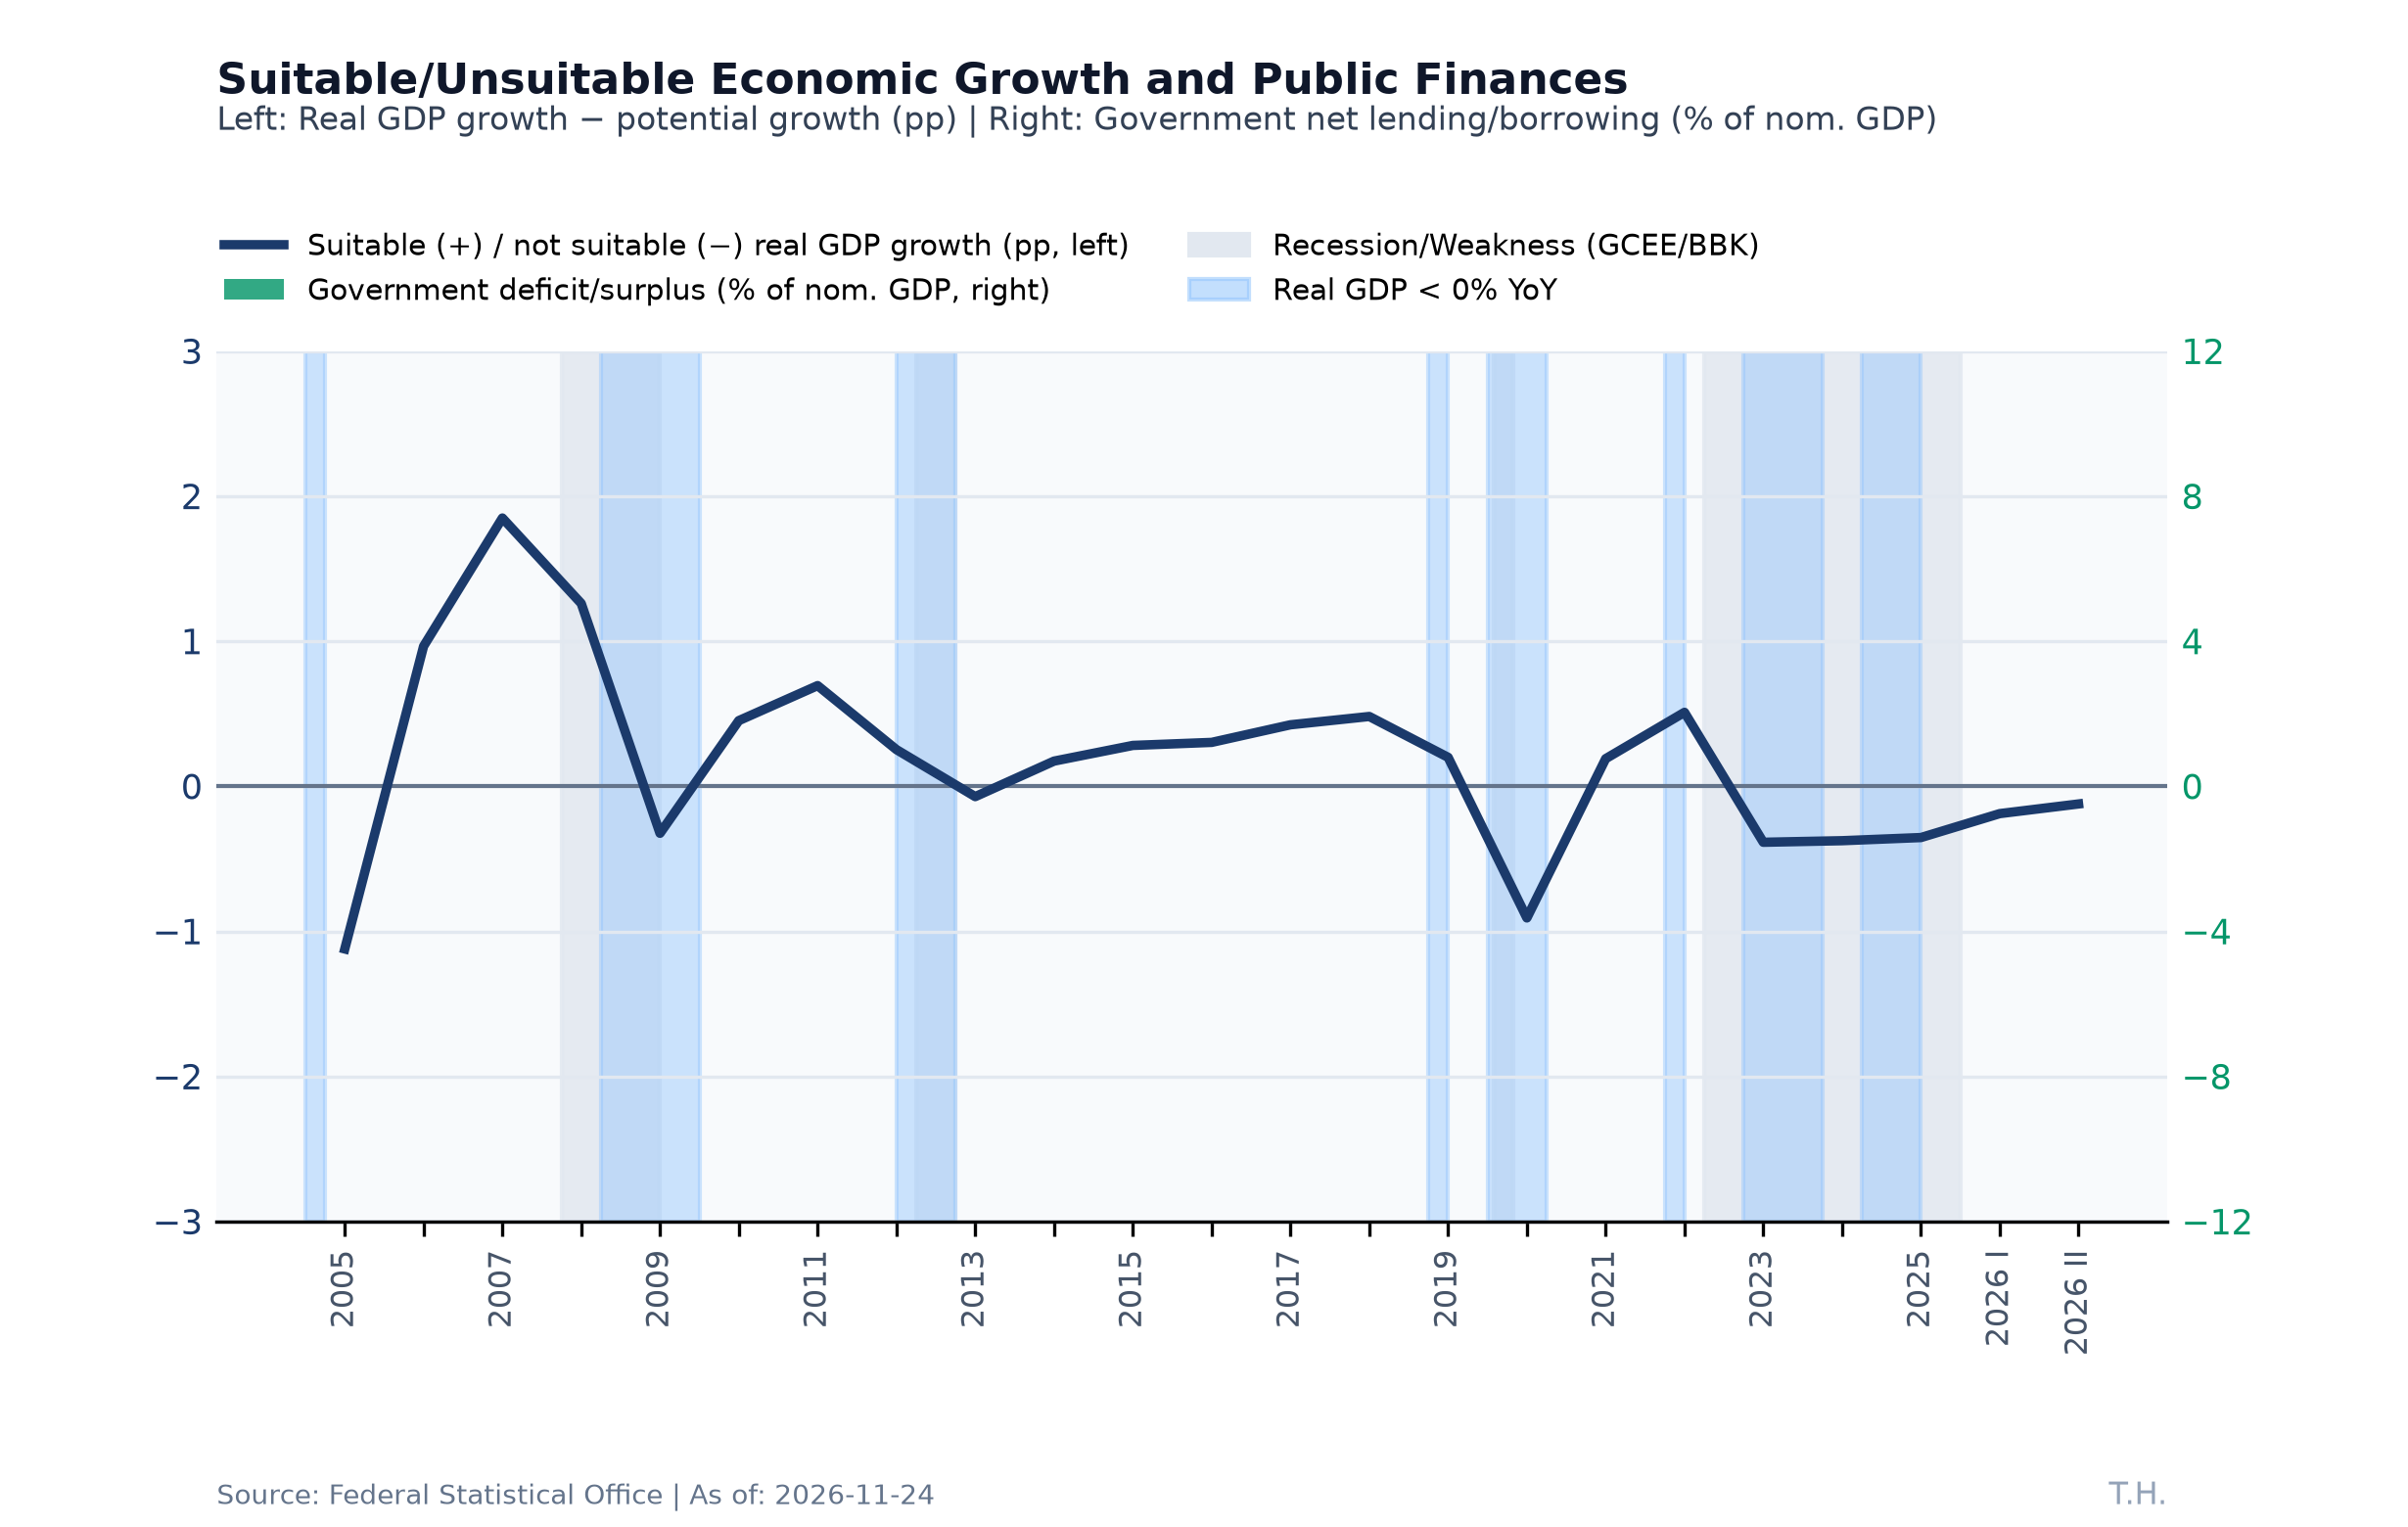 Suitable/Unsuitable Economic Growth and Public Finances
Left: Real GDP growth − potential growth (pp) | Right: Government net lending/borrowing (% of nom. GDP)
Suitable (+) / not suitable (−) real GDP growth (pp, left)
Government deficit/surplus (% of nom. GDP, right)
Recession/Weakness (GCEE/BBK)
Real GDP < 0% YoY
3
2
1
0
−1
−2
−3
12
8
4
0
−4
−8
−12
2005
2007
2009
2011
2013
2015
2017
2019
2021
2023
2025
2026 I
2026 II
Source: Federal Statistical Office | As of: 2026-11-24
T.H.